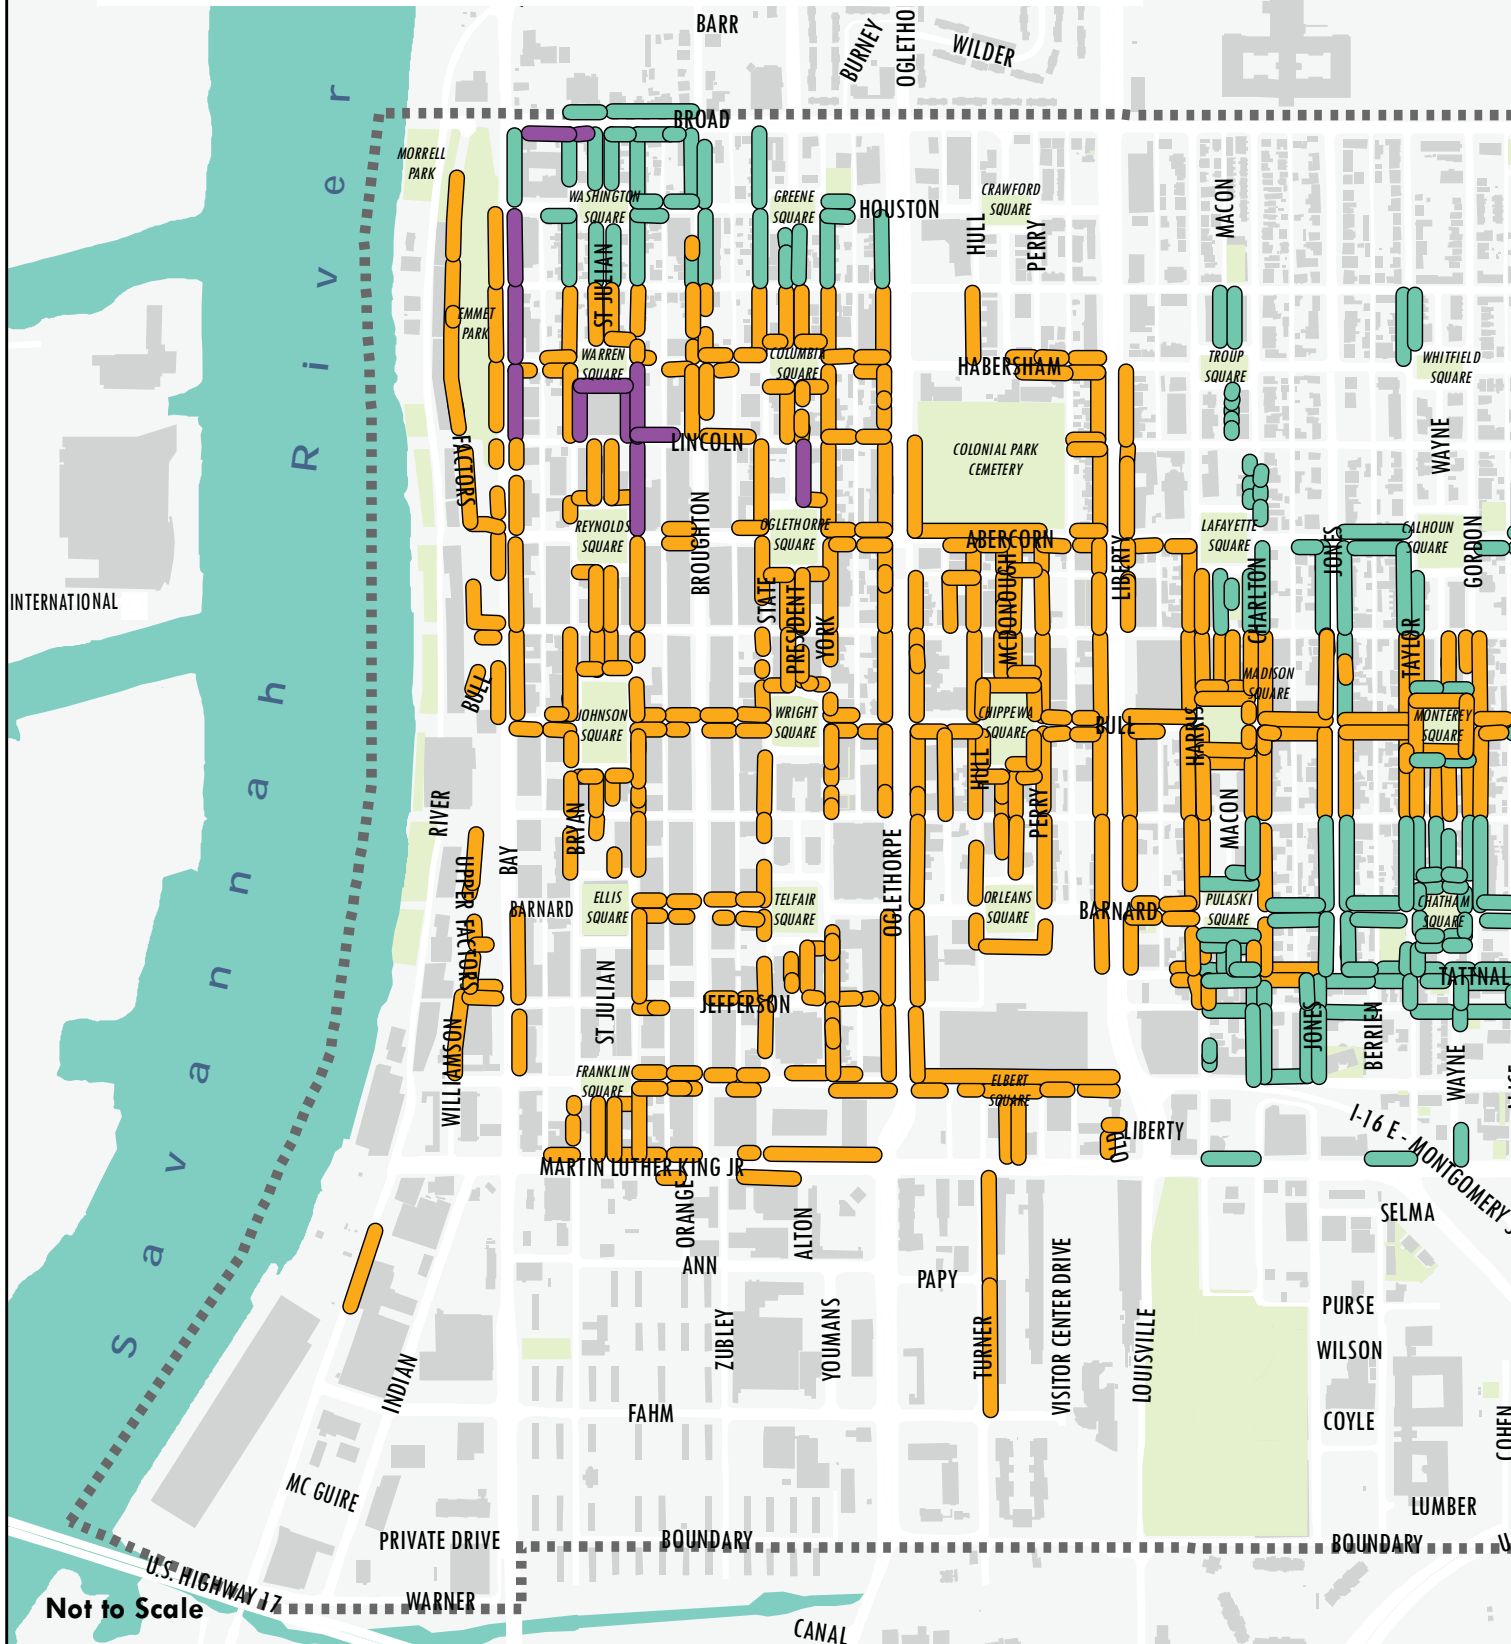 BARR
BURNEY
OGLETHO
WILDER
BROAD
MORRELL
PARK
WASHINGTON
SQUARE
GREENE
SQUARE
HOUSTON
CRAWFORD
SQUARE
HULL
PERRY
MACON
Savannah River
EMMET
PARK
ST JULIAN
WARREN
SQUARE
COLUMBIA
SQUARE
HABERSHAM
TROUP
SQUARE
WHITFIELD
SQUARE
FACTORS
LINCOLN
COLONIAL PARK
CEMETERY
WAYNE
REYNOLDS
SQUARE
BROUGHTON
OGLETHORPE
SQUARE
ABERCORN
LIBERTY
LAFAYETTE
SQUARE
JONES
CALHOUN
SQUARE
GORDON
INTERNATIONAL
STATE
PRESIDENT
YORK
MCDONOUGH
CHARLTON
TAYLOR
BULL
JOHNSON
SQUARE
WRIGHT
SQUARE
CHIPPEWA
SQUARE
BULL
HARRIS
MADISON
SQUARE
MONTEREY
SQUARE
RIVER
BRYAN
HULL
PERRY
MACON
UPPER FACTORS
BAY
BARNARD
ELLIS
SQUARE
TELFAIR
SQUARE
OGLETHORPE
ORLEANS
SQUARE
BARNARD
PULASKI
SQUARE
CHATHAM
SQUARE
TATTNAL
WILLIAMSON
ST JULIAN
JEFFERSON
JONES
BERRIEN
WAYNE
FRANKLIN
SQUARE
ELBERT
SQUARE
OLD
LIBERTY
I-16 E - MONTGOMERY S
MARTIN LUTHER KING JR
ORANGE
ALTON
SELMA
ANN
PAPY
TURNER
VISITOR CENTER DRIVE
LOUISVILLE
PURSE
WILSON
ZUBLEY
YOUMANS
INDIAN
FAHM
COYLE
COHEN
MC GUIRE
LUMBER
PRIVATE DRIVE
BOUNDARY
BOUNDARY
U.S. HIGHWAY 17
WARNER
Not to Scale
CANAL